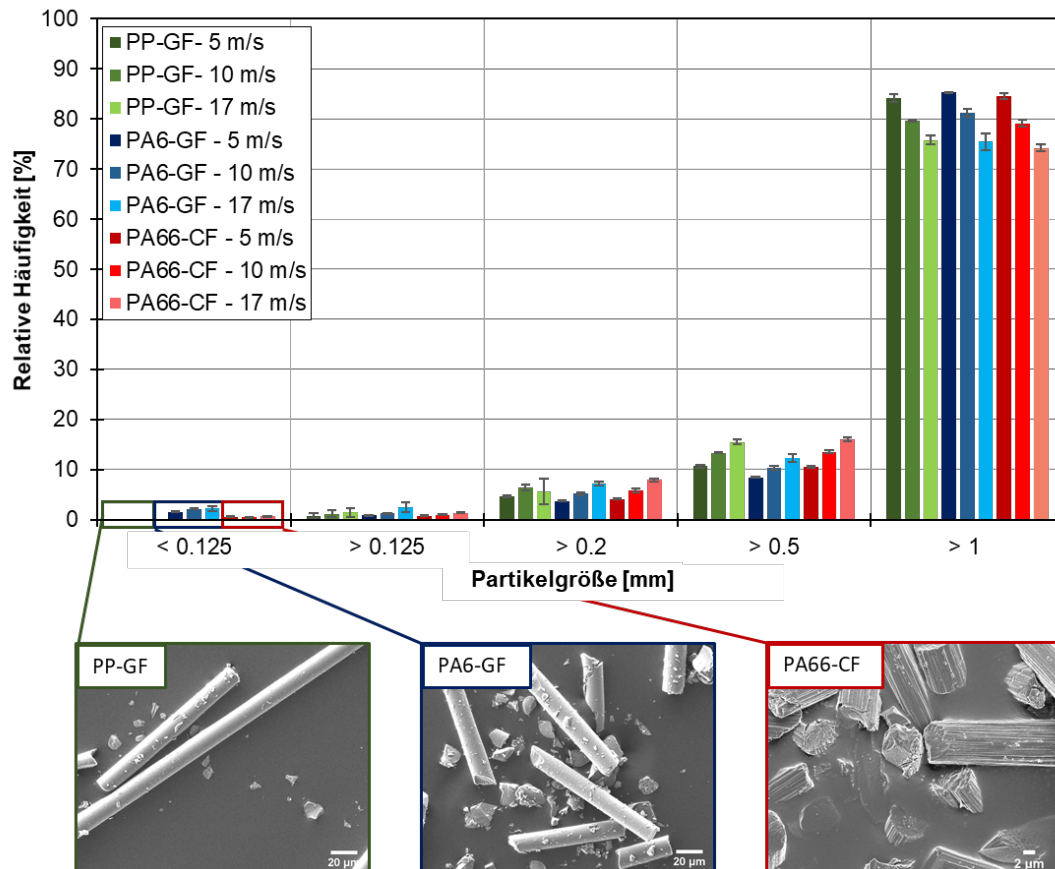 100
90
80
70
60
50
40
30
20
10
0
Relative Häufigkeit [%]
PP-GF- 5 m/s
PP-GF- 10 m/s
PP-GF- 17 m/s
PA6-GF - 5 m/s
PA6-GF - 10 m/s
PA6-GF - 17 m/s
PA66-CF - 5 m/s
PA66-CF - 10 m/s
PA66-CF - 17 m/s
< 0.125 > 0.125 > 0.2 > 0.5 > 1
Partikelgröße [mm]
PP-GF
20 µm
PA6-GF
20 µm
PA66-CF
2 µm